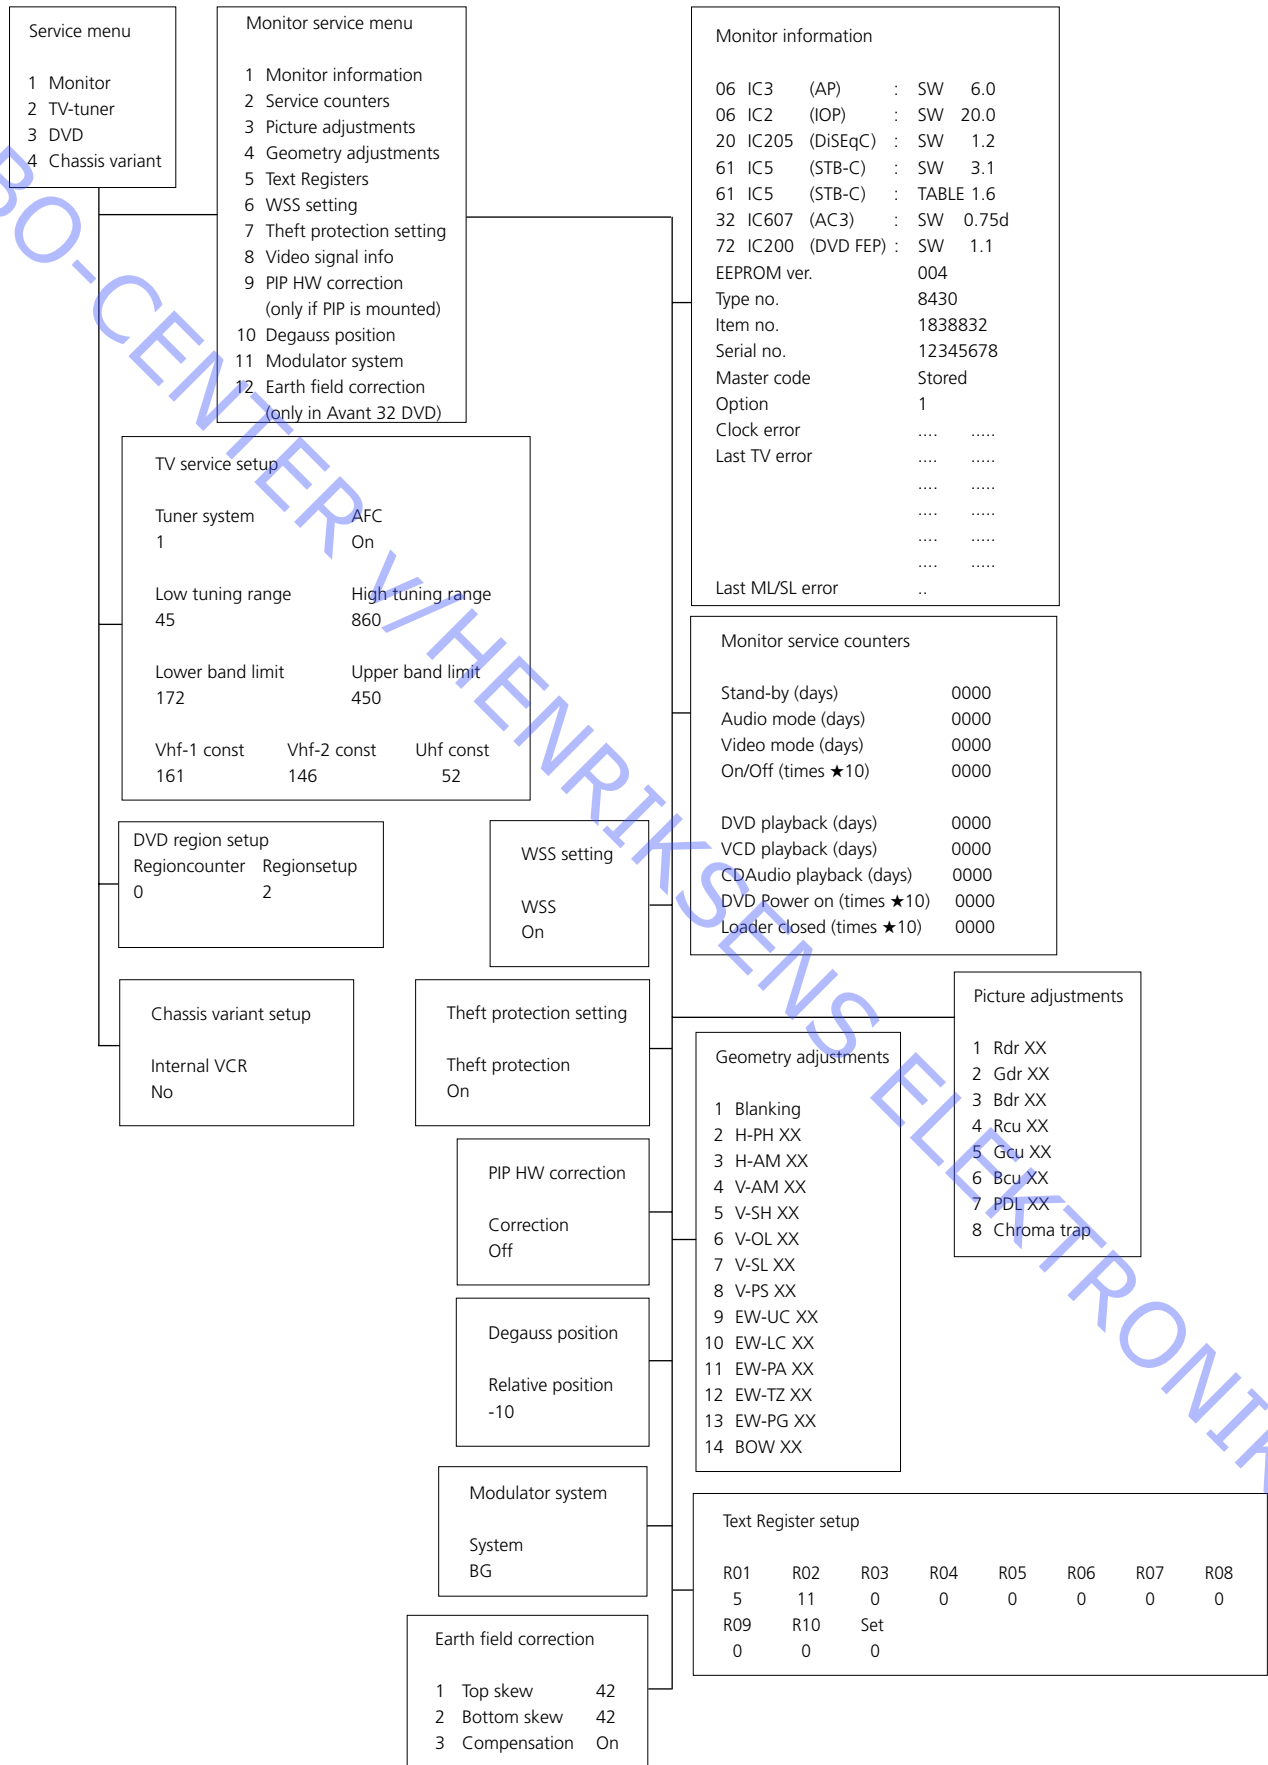 Service menu
1 Monitor
2 TV-tuner
3 DVD
4 Chassis variant
Monitor service menu
1 Monitor information
2 Service counters
3 Picture adjustments
4 Geometry adjustments
5 Text Registers
6 WSS setting
7 Theft protection setting
8 Video signal info
9 PIP HW correction
(only if PIP is mounted)
10 Degauss position
11 Modulator system
12 Earth field correction
(only in Avant 32 DVD)
Monitor information
06 IC3 (AP) : SW 6.0
06 IC2 (IOP) : SW 20.0
20 IC205 (DiSEqC) : SW 1.2
61 IC5 (STB-C) : SW 3.1
61 IC5 (STB-C) : TABLE 1.6
32 IC607 (AC3) : SW 0.75d
72 IC200 (DVD FEP) : SW 1.1
EEPROM ver. 004
Type no. 8430
Item no. 1838832
Serial no. 12345678
Master code Stored
Option 1
Clock error .... .....
Last TV error .... .....
.... .....
.... .....
.... .....
.... .....
Last ML/SL error ..
TV service setup
Tuner system AFC
1 On
Low tuning range High tuning range
45 860
Lower band limit Upper band limit
172 450
Vhf-1 const Vhf-2 const Uhf const
161 146 52
Monitor service counters
Stand-by (days) 0000
Audio mode (days) 0000
Video mode (days) 0000
On/Off (times ★10) 0000
DVD playback (days) 0000
VCD playback (days) 0000
CDAudio playback (days) 0000
DVD Power on (times ★10) 0000
Loader closed (times ★10) 0000
DVD region setup
Regioncounter Regionsetup
0 2
WSS setting
WSS
On
Chassis variant setup
Internal VCR
No
Theft protection setting
Theft protection
On
Picture adjustments
1 Rdr XX
2 Gdr XX
3 Bdr XX
4 Rcu XX
5 Gcu XX
6 Bcu XX
7 PDL XX
8 Chroma trap
Geometry adjustments
1 Blanking
2 H-PH XX
3 H-AM XX
4 V-AM XX
5 V-SH XX
6 V-OL XX
7 V-SL XX
8 V-PS XX
9 EW-UC XX
10 EW-LC XX
11 EW-PA XX
12 EW-TZ XX
13 EW-PG XX
14 BOW XX
PIP HW correction
Correction
Off
Degauss position
Relative position
-10
Modulator system
System
BG
Text Register setup
R01 R02 R03 R04 R05 R06 R07 R08
5 11 0 0 0 0 0 0
R09 R10 Set
0 0 0
Earth field correction
1 Top skew 42
2 Bottom skew 42
3 Compensation On
BO-CENTER v/HENRIKSENS ELEKTRONIK